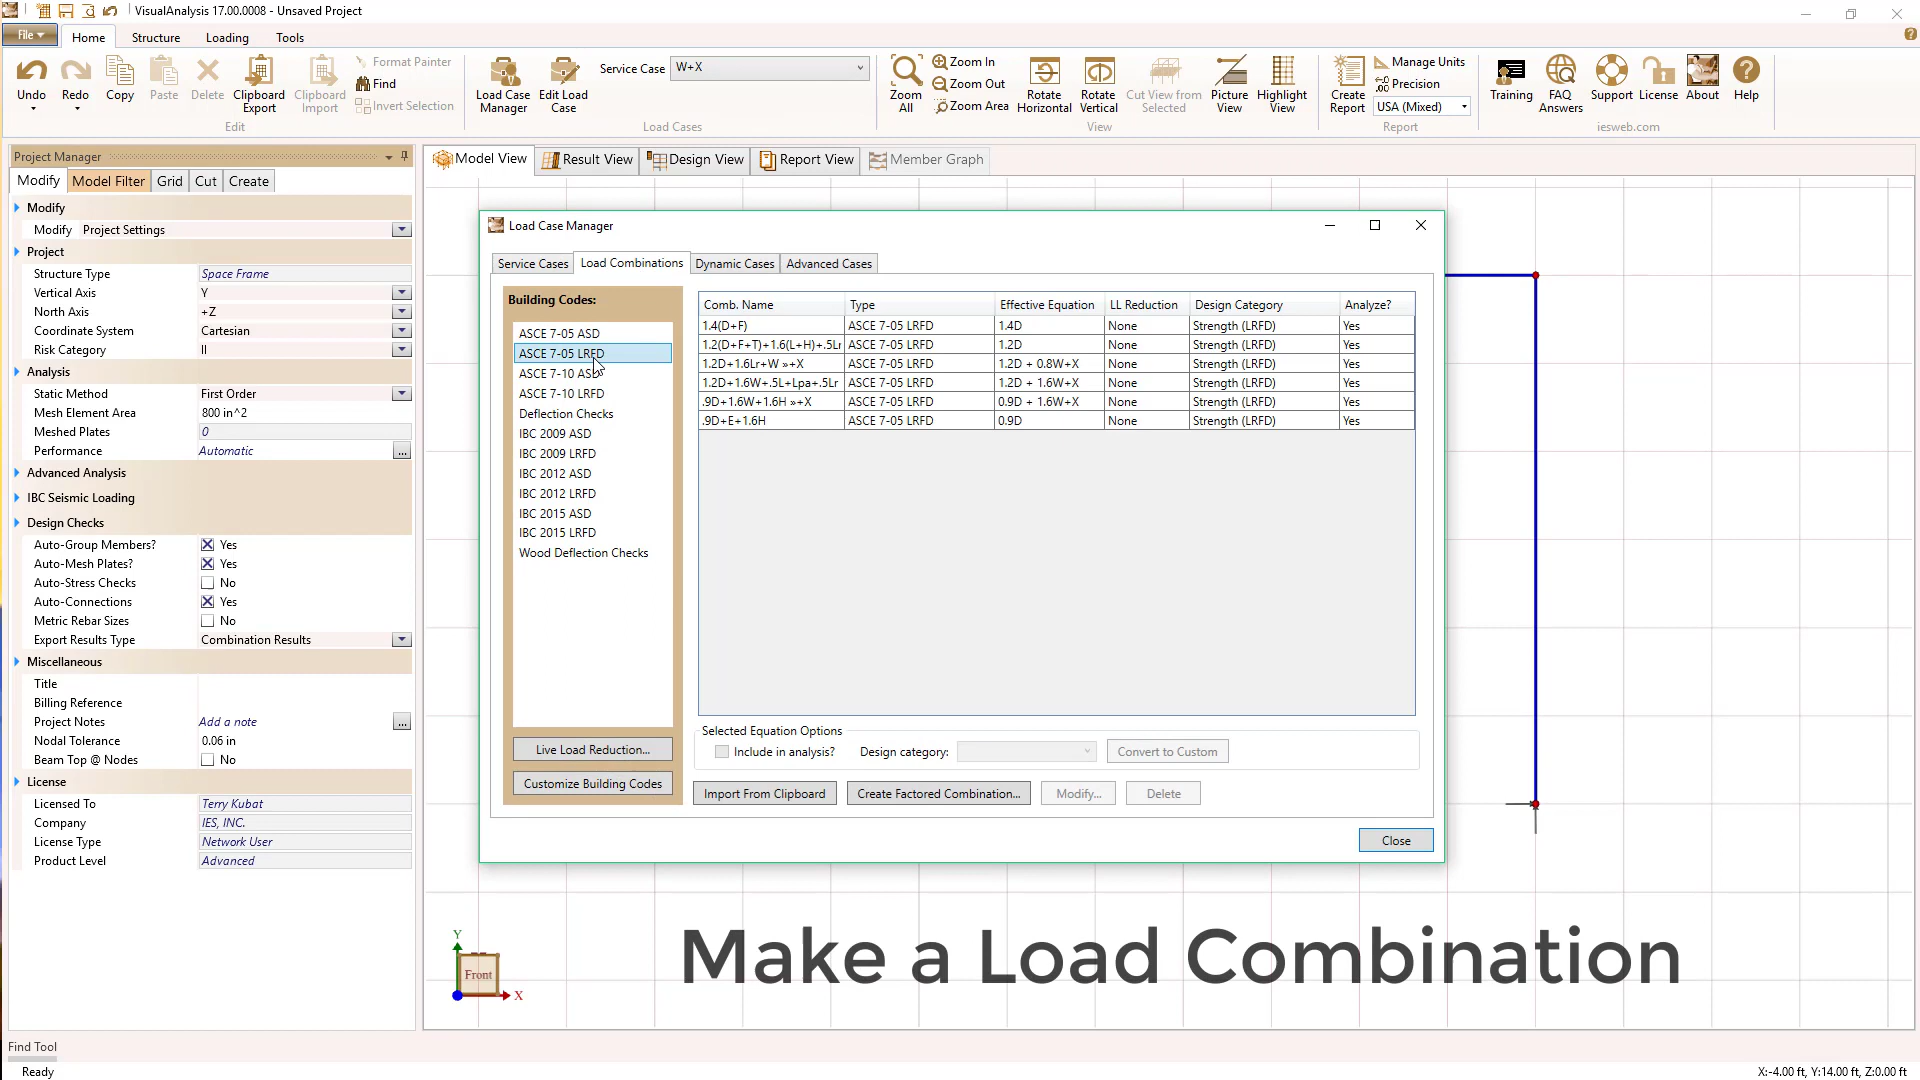 VisualAnalysis 17.00.0008 - Unsaved Project
File
Home
Structure
Loading
Tools
Undo
Redo
Copy
Paste
Delete
Clipboard Export
Clipboard Import
Format Painter
Find
Invert Selection
Edit
Load Case Manager
Edit Load Case
Service Case
W+X
Load Cases
Zoom All
Zoom In
Zoom Out
Zoom Area
Rotate Horizontal
Rotate Vertical
Cut View from Selected
Picture View
Highlight View
View
Create Report
Manage Units
Precision
USA (Mixed)
Report
Training
FAQ Answers
Support
License
About
Help
iesweb.com
Project Manager
Modify
Model Filter
Grid
Cut
Create
Modify
Modify Project Settings
Project
Structure Type Space Frame
Vertical Axis Y
North Axis +Z
Coordinate System Cartesian
Risk Category II
Analysis
Static Method First Order
Mesh Element Area 800 in^2
Meshed Plates 0
Performance Automatic ...
Advanced Analysis
IBC Seismic Loading
Design Checks
Auto-Group Members? Yes
Auto-Mesh Plates? Yes
Auto-Stress Checks No
Auto-Connections Yes
Metric Rebar Sizes No
Export Results Type Combination Results
Miscellaneous
Title
Billing Reference
Project Notes Add a note ...
Nodal Tolerance 0.06 in
Beam Top @ Nodes No
License
Licensed To Terry Kubat
Company IES, INC.
License Type Network User
Product Level Advanced
Model View
Result View
Design View
Report View
Member Graph
Load Case Manager
Service Cases
Load Combinations
Dynamic Cases
Advanced Cases
Building Codes:
ASCE 7-05 ASD
ASCE 7-05 LRFD
ASCE 7-10 ASD
ASCE 7-10 LRFD
Deflection Checks
IBC 2009 ASD
IBC 2009 LRFD
IBC 2012 ASD
IBC 2012 LRFD
IBC 2015 ASD
IBC 2015 LRFD
Wood Deflection Checks
Live Load Reduction...
Customize Building Codes
Comb. Name Type Effective Equation LL Reduction Design Category Analyze?
1.4(D+F) ASCE 7-05 LRFD 1.4D None Strength (LRFD) Yes
1.2(D+F+T)+1.6(L+H)+.5Lr ASCE 7-05 LRFD 1.2D None Strength (LRFD) Yes
1.2D+1.6Lr+W »+X ASCE 7-05 LRFD 1.2D + 0.8W+X None Strength (LRFD) Yes
1.2D+1.6W+.5L+Lpa+.5Lr ASCE 7-05 LRFD 1.2D + 1.6W+X None Strength (LRFD) Yes
.9D+1.6W+1.6H »+X ASCE 7-05 LRFD 0.9D + 1.6W+X None Strength (LRFD) Yes
.9D+E+1.6H ASCE 7-05 LRFD 0.9D None Strength (LRFD) Yes
Selected Equation Options
Include in analysis?
Design category:
Convert to Custom
Import From Clipboard
Create Factored Combination...
Modify...
Delete
Close
Y
Front
X
Make a Load Combination
Find Tool
Ready
X:-4.00 ft, Y:14.00 ft, Z:0.00 ft